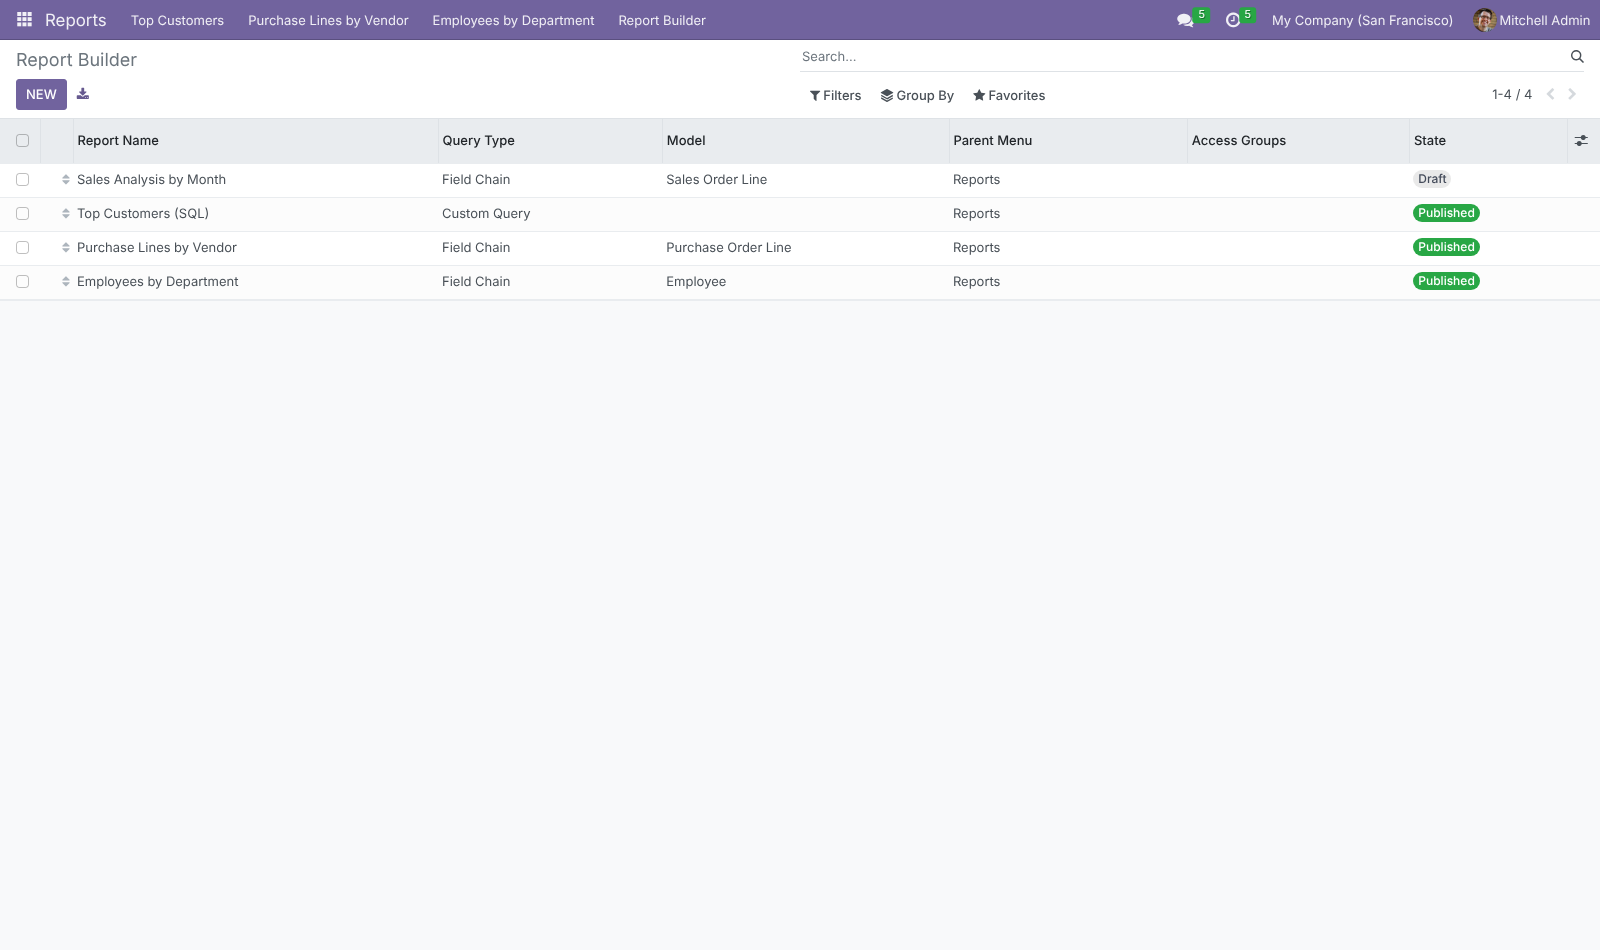 Reports Top Customers Purchase Lines by Vendor Employees by Department Report Builder 5 5 My Company (San Francisco) Mitchell Admin
Report Builder
Search...
NEW
Filters Group By Favorites 1-4 / 4
Report Name Query Type Model Parent Menu Access Groups State
Sales Analysis by Month Field Chain Sales Order Line Reports Draft
Top Customers (SQL) Custom Query Reports Published
Purchase Lines by Vendor Field Chain Purchase Order Line Reports Published
Employees by Department Field Chain Employee Reports Published